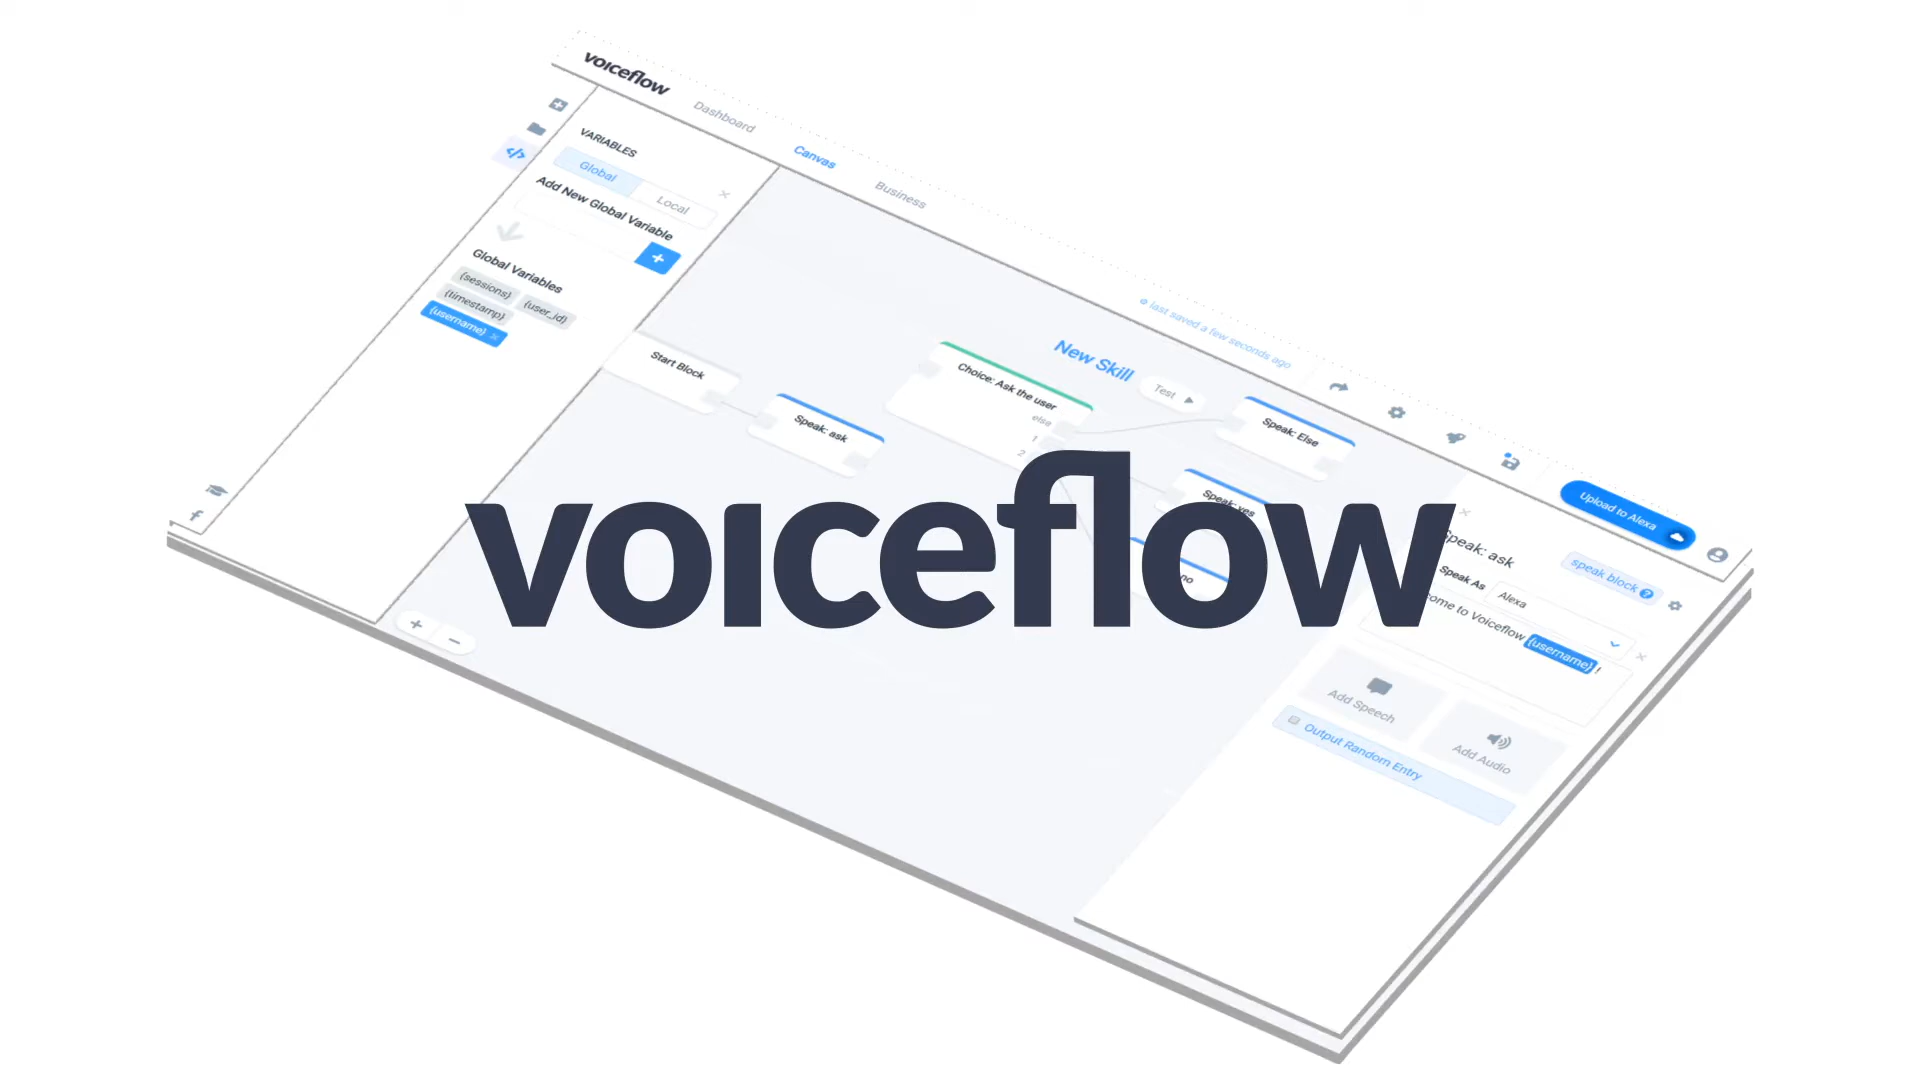 voiceflow
Dashboard
Canvas
Business
VARIABLES
Global
Local
Add New Global Variable
+
Global Variables
{sessions}
{user_id}
{timestamp}
{username} ×
last saved a few seconds ago
New Skill
Test
Upload to Alexa
Start Block
Speak: ask
Choice: Ask the user
else
1
2
Speak: Else
Speak: yes
no
voiceflow
Speak: ask
speak block ?
Speak As
Alexa
ome to Voiceflow {username} !
Add Speech
Add Audio
Output Random Entry
+ −